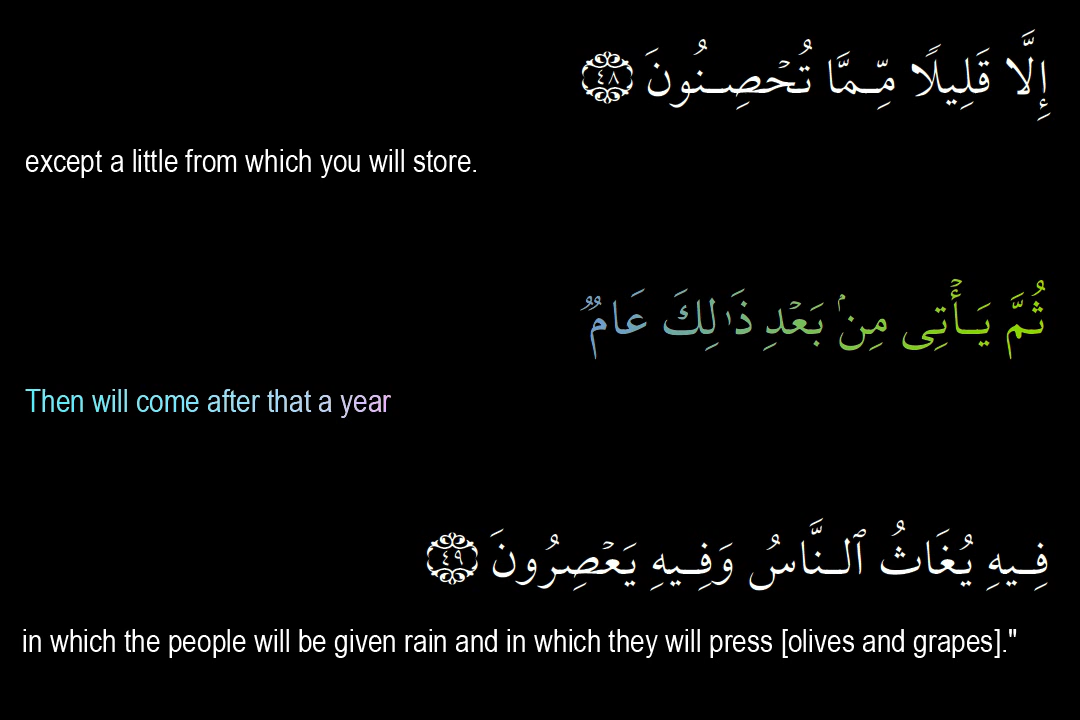 إِلَّا قَلِيلًا مِّمَّا تُحْصِنُونَ ٤٨
except a little from which you will store.
ثُمَّ يَأْتِى مِنۢ بَعْدِ ذَٰلِكَ عَامٌ
Then will come after that a year
فِيهِ يُغَاثُ ٱلنَّاسُ وَفِيهِ يَعْصِرُونَ ٤٩
in which the people will be given rain and in which they will press [olives and grapes]."